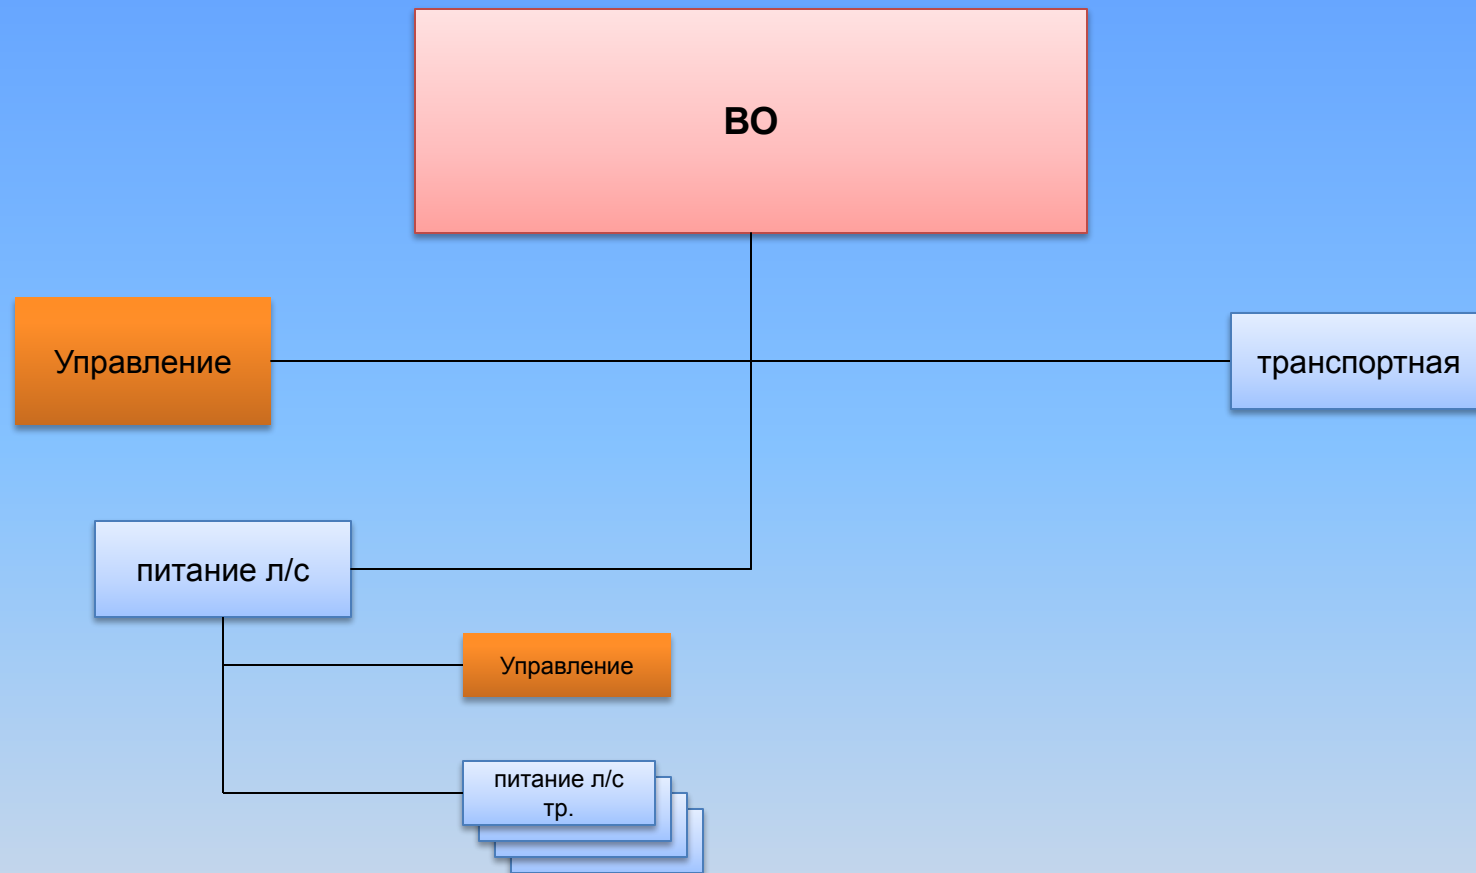 ВО
Управление
транспортная
питание л/с
Управление
питание л/с
тр.